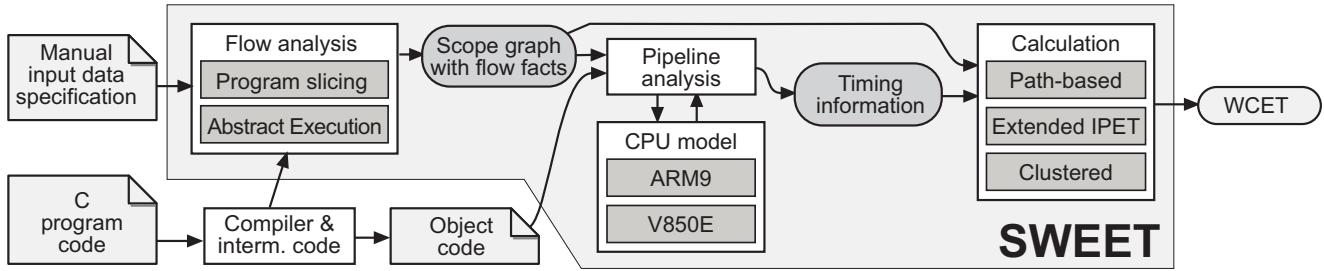 Manual
input data
specification
Flow analysis
Program slicing
Abstract Execution
Scope graph
with flow facts
Pipeline
analysis
Timing
information
Calculation
Path-based
Extended IPET
Clustered
WCET
CPU model
ARM9
V850E
C
program
code
Compiler &
interm. code
Object
code
SWEET